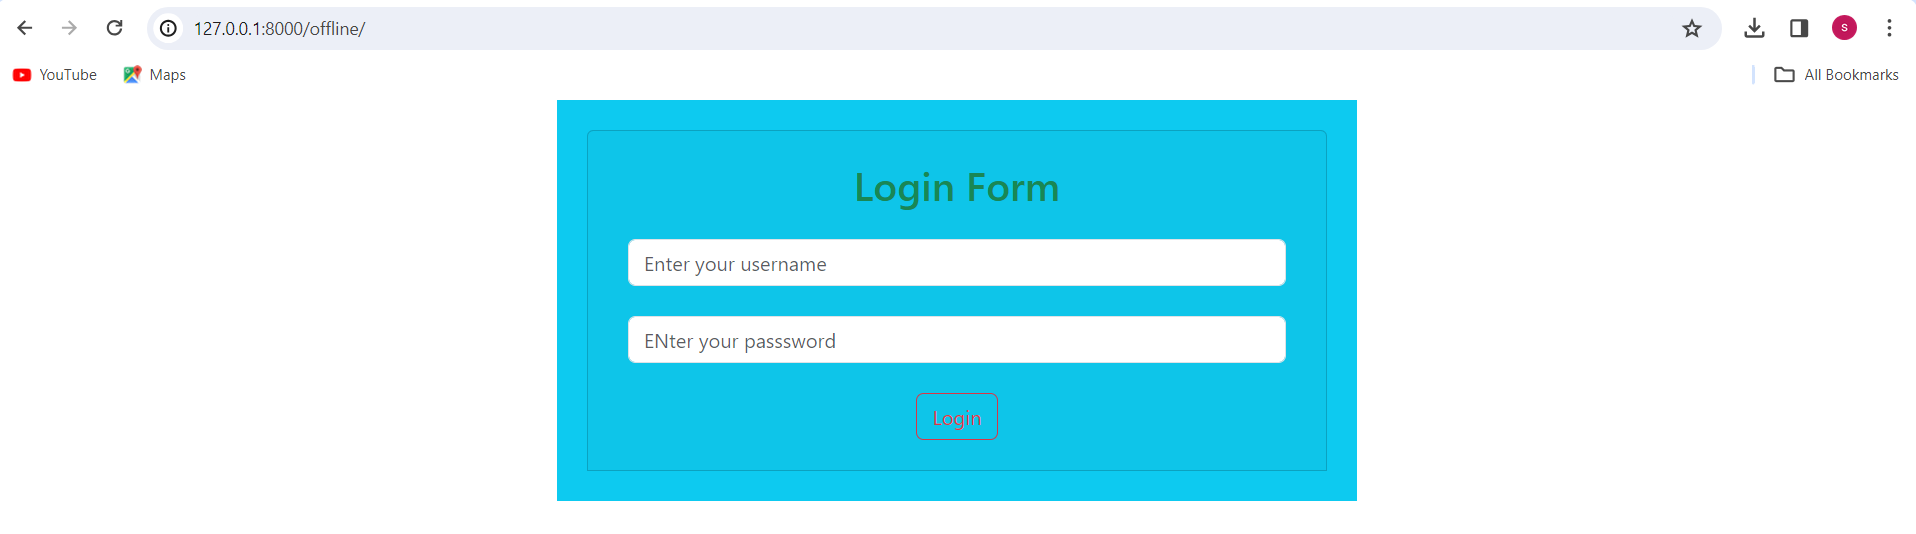 127.0.0.1:8000/offline/
S
YouTube Maps All Bookmarks
Login Form
Enter your username
ENter your passsword
Login